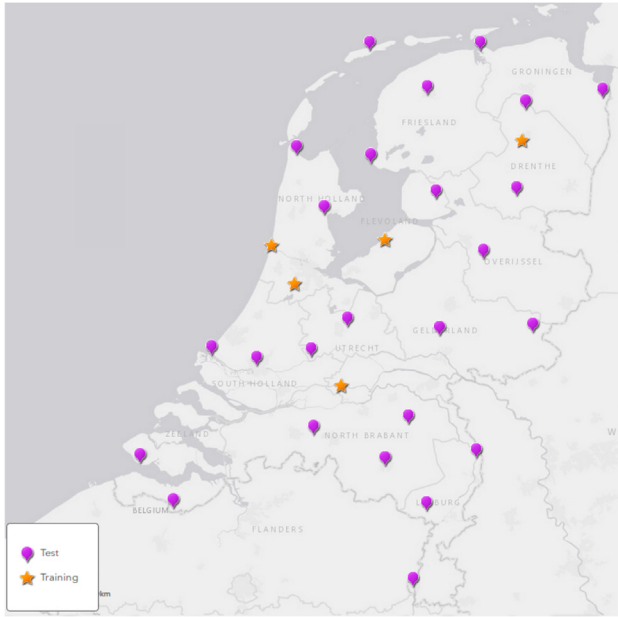 GRONINGEN
FRIESLAND
DRENTHE
NORTH HOLLAND
FLEVOLAND
OVERIJSSEL
GELDERLAND
UTRECHT
SOUTH HOLLAND
ZEELAND
NORTH BRABANT
W
LIMBURG
BELGIUM
FLANDERS
Test
Training
km